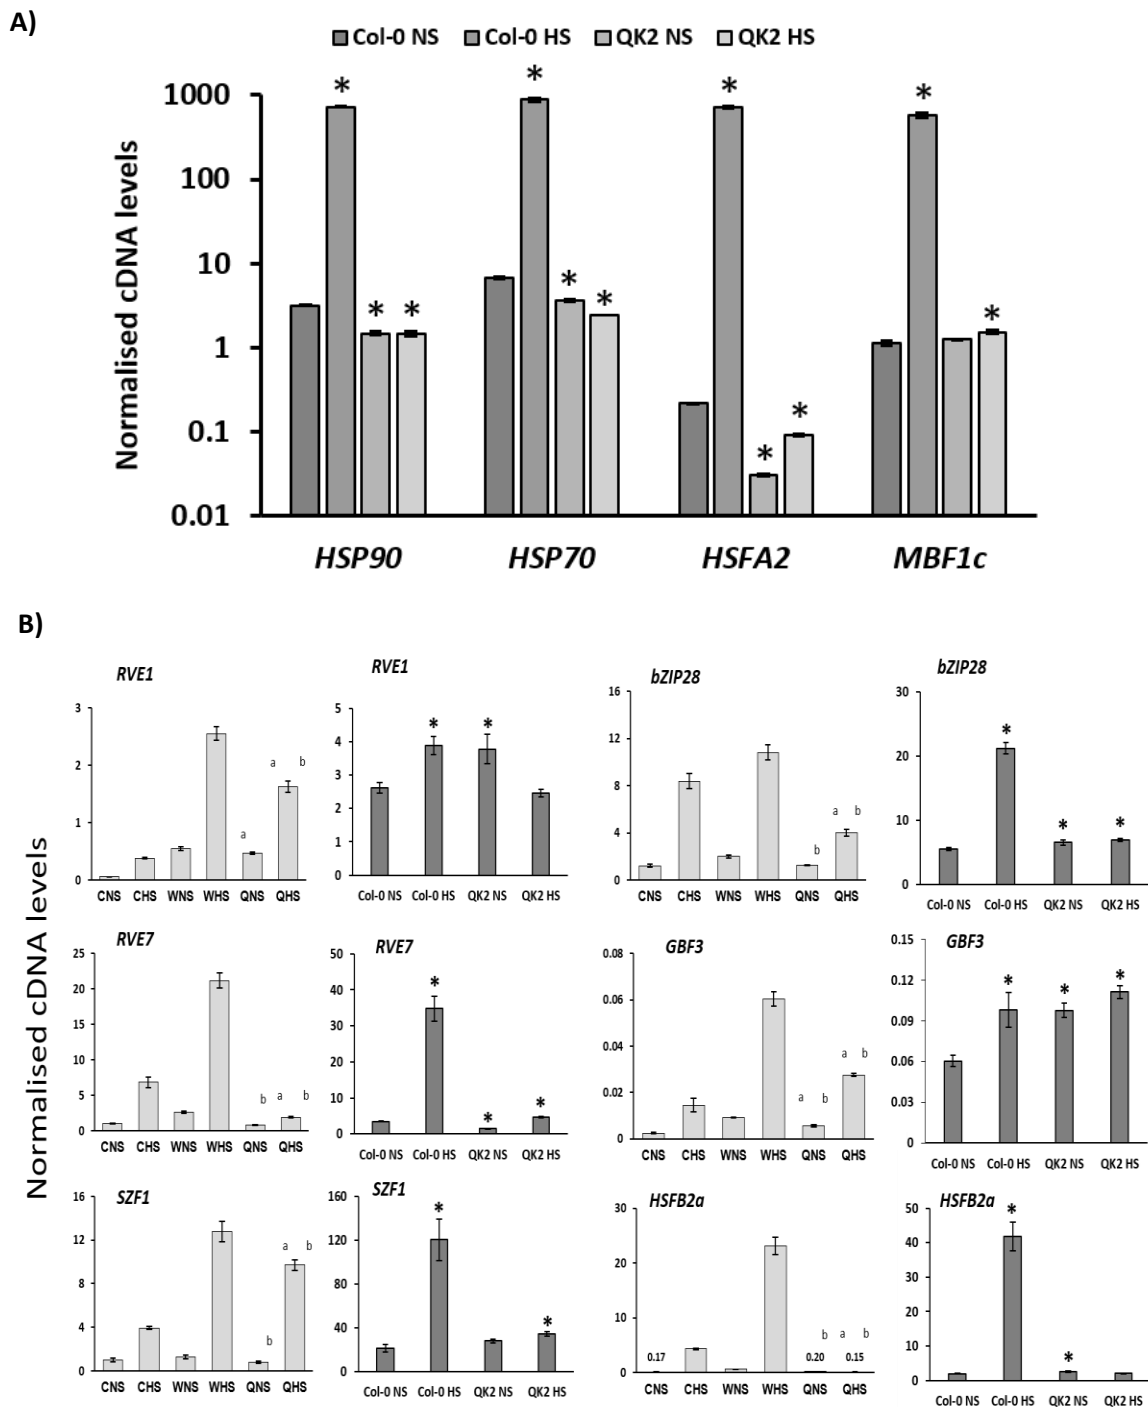 A)
Col-0 NS Col-0 HS QK2 NS QK2 HS
Normalised cDNA levels
1000
100
10
1
0.1
0.01
* * * *
* * * * * * *
HSP90 HSP70 HSFA2 MBF1c
B)
Normalised cDNA levels
RVE1
3
2
1
0
a
a b
CNS CHS WNS WHS QNS QHS
RVE1
5
4
3
2
1
0
* *
Col-0 NS Col-0 HS QK2 NS QK2 HS
bZIP28
16
12
8
4
0
b
a b
CNS CHS WNS WHS QNS QHS
bZIP28
30
20
10
0
* * *
Col-0 NS Col-0 HS QK2 NS QK2 HS
RVE7
25
20
15
10
5
0
b
a b
CNS CHS WNS WHS QNS QHS
RVE7
50
40
30
20
10
0
* * *
Col-0 NS Col-0 HS QK2 NS QK2 HS
GBF3
0.08
0.06
0.04
0.02
0
a b
a b
CNS CHS WNS WHS QNS QHS
GBF3
0.15
0.12
0.09
0.06
0.03
0
* * *
Col-0 NS Col-0 HS QK2 NS QK2 HS
SZF1
16
12
8
4
0
b
a b
CNS CHS WNS WHS QNS QHS
SZF1
160
120
80
40
0
* *
Col-0 NS Col-0 HS QK2 NS QK2 HS
HSFB2a
30
20
10
0
b a b
0.17 0.20 0.15
CNS CHS WNS WHS QNS QHS
HSFB2a
50
40
30
20
10
0
* *
Col-0 NS Col-0 HS QK2 NS QK2 HS